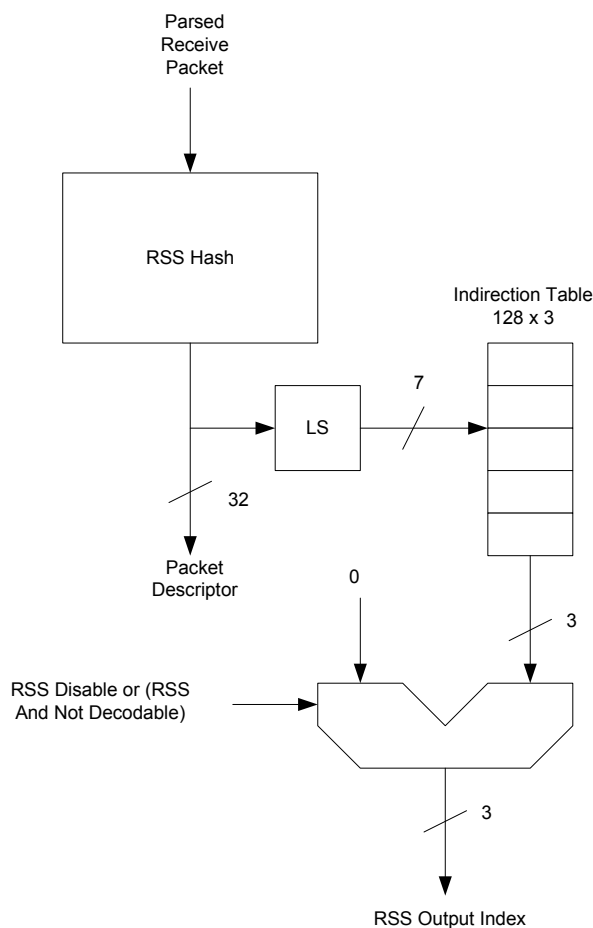 Parsed
Receive
Packet
RSS Hash
Indirection Table
128 x 3
7
LS
32
Packet
Descriptor
0
3
RSS Disable or (RSS
And Not Decodable)
3
RSS Output Index